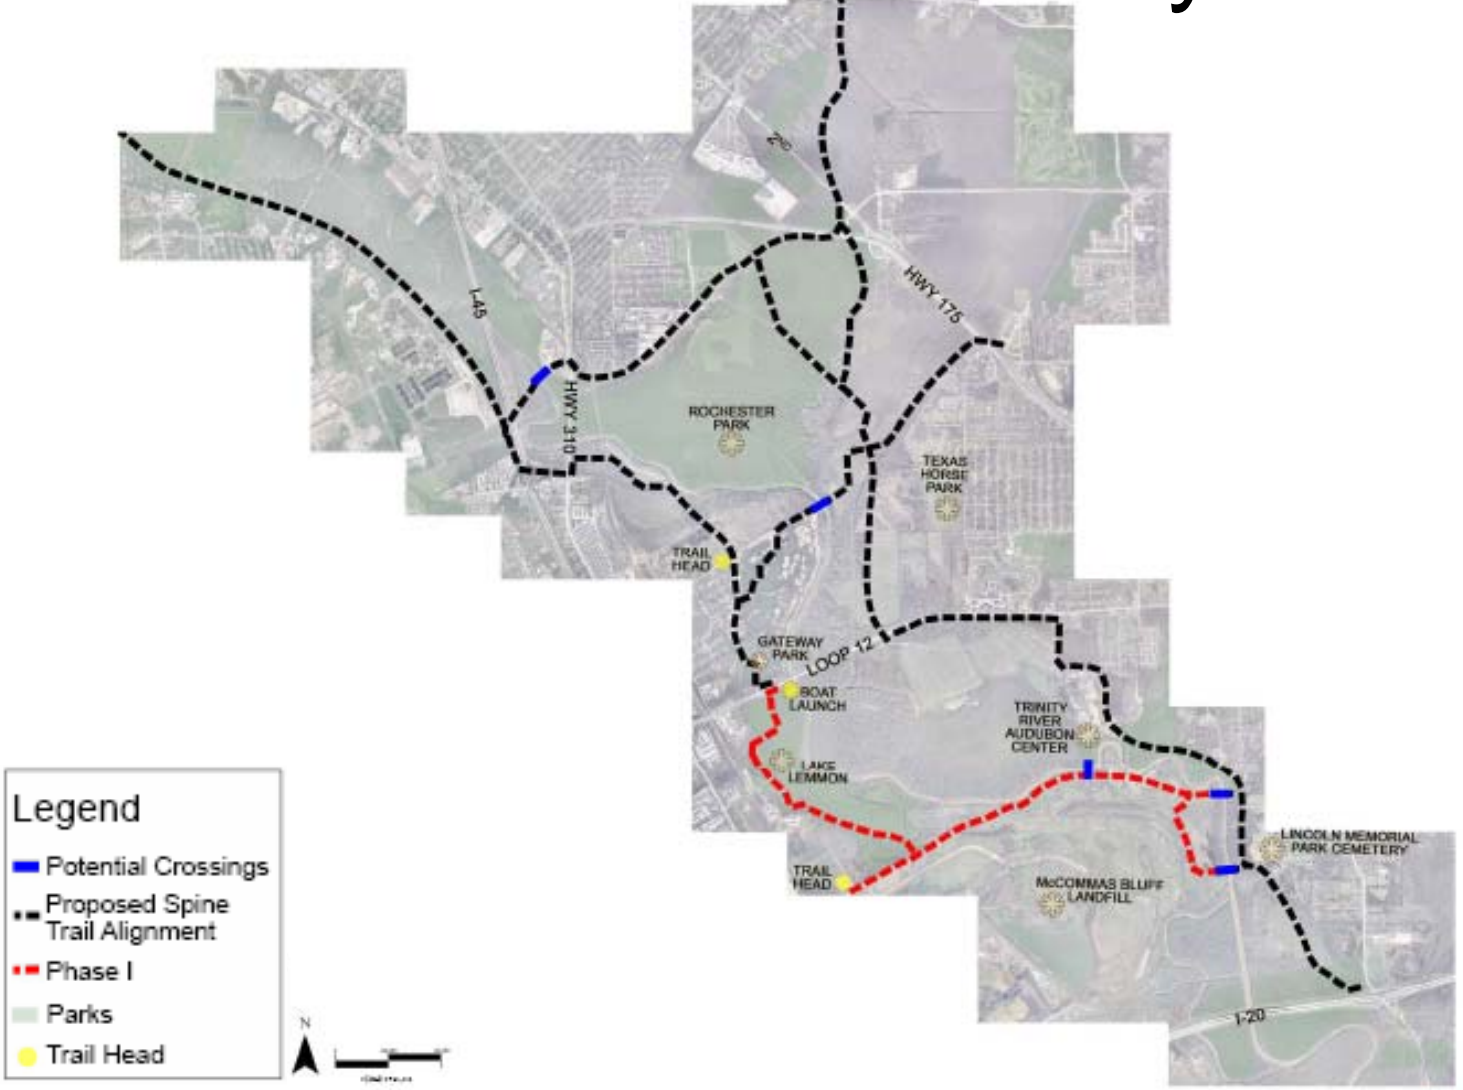 2ND
I-45
HWY 175
HWY 310
ROCHESTER
PARK
TEXAS
HORSE
PARK
TRAIL
HEAD
GATEWAY
PARK
LOOP 12
BOAT
LAUNCH
TRINITY
RIVER
AUDUBON
CENTER
LAKE
LEMMON
LINCOLN MEMORIAL
PARK CEMETERY
TRAIL
HEAD
McCOMMAS BLUFF
LANDFILL
I-20
Legend
Potential Crossings
Proposed Spine
Trail Alignment
Phase I
Parks
Trail Head
N